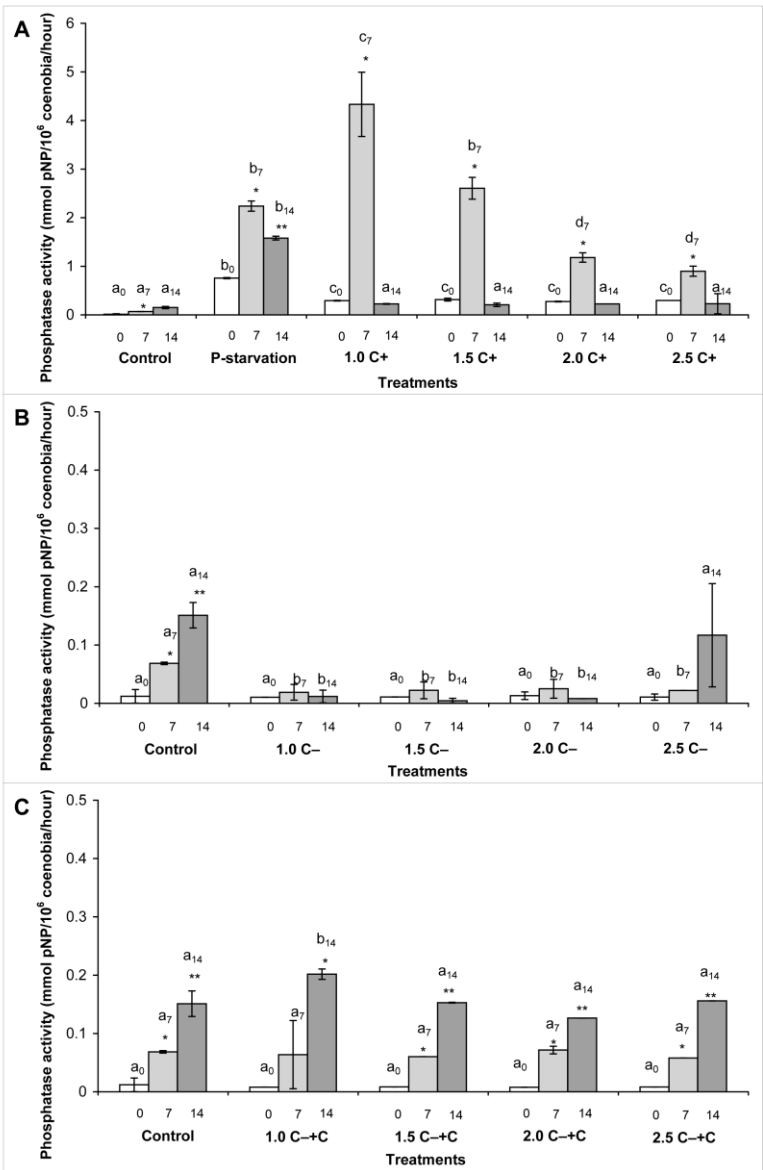 A
Phosphatase activity (mmol pNP/10⁶ coenobia/hour)
6
5
4
3
2
1
0
a₀ a₇ a₁₄
*
b₀ b₇ b₁₄
* **
c₀ c₇ a₁₄
*
c₀ b₇ a₁₄
*
c₀ d₇ a₁₄
*
c₀ d₇ a₁₄
*
0 7 14 0 7 14 0 7 14 0 7 14 0 7 14 0 7 14
Control P-starvation 1.0 C+ 1.5 C+ 2.0 C+ 2.5 C+
Treatments
B
Phosphatase activity (mmol pNP/10⁶ coenobia/hour)
0.5
0.4
0.3
0.2
0.1
0
a₀ a₇ a₁₄
* **
a₀ b₇ b₁₄
a₀ b₇ b₁₄
a₀ b₇ b₁₄
a₀ b₇ a₁₄
0 7 14 0 7 14 0 7 14 0 7 14 0 7 14
Control 1.0 C– 1.5 C– 2.0 C– 2.5 C–
Treatments
C
Phosphatase activity (mmol pNP/10⁶ coenobia/hour)
0.5
0.4
0.3
0.2
0.1
0
a₀ a₇ a₁₄
* **
a₀ a₇ b₁₄
*
a₀ a₇ a₁₄
* **
a₀ a₇ a₁₄
* **
a₀ a₇ a₁₄
* **
0 7 14 0 7 14 0 7 14 0 7 14 0 7 14
Control 1.0 C–+C 1.5 C–+C 2.0 C–+C 2.5 C–+C
Treatments